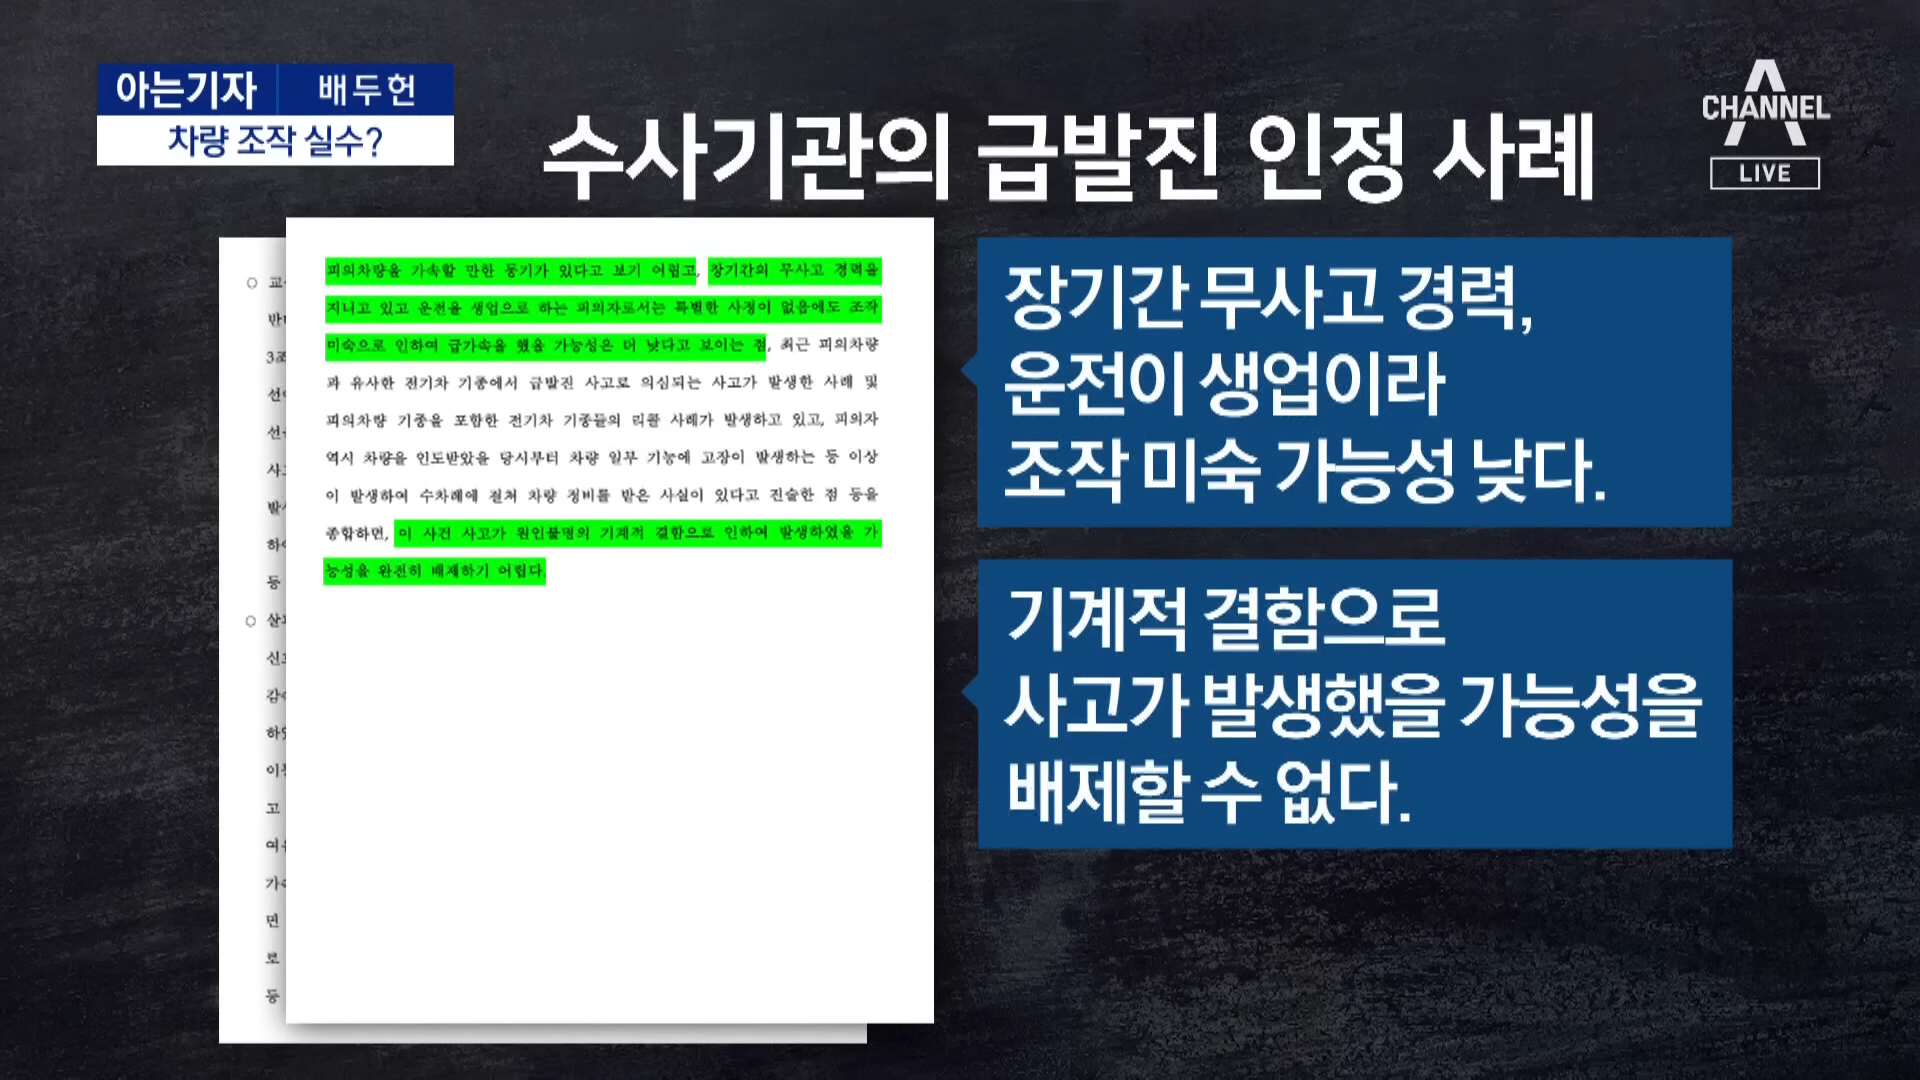 아는기자 배두헌
차량 조작 실수?
CHANNEL A
LIVE
수사기관의 급발진 인정 사례
피의차량을 가속할 만한 동기가 있다고 보기 어렵고, 장기간의 무사고 경력을
지니고 있고 운전을 생업으로 하는 피의자로서는 특별한 사정이 없음에도 조작
미숙으로 인하여 급가속을 했을 가능성은 더 낮다고 보이는 점, 최근 피의차량
과 유사한 전기차 기종에서 급발진 사고로 의심되는 사고가 발생한 사례 및
피의차량 기종을 포함한 전기차 기종들의 리콜 사례가 발생하고 있고, 피의자
역시 차량을 인도받았을 당시부터 차량 일부 기능에 고장이 발생하는 등 이상
이 발생하여 수차례에 걸쳐 차량 정비를 받은 사실이 있다고 진술한 점 등을
종합하면, 이 사건 사고가 원인불명의 기계적 결함으로 인하여 발생하였을 가
능성을 완전히 배제하기 어렵다.
장기간 무사고 경력,
운전이 생업이라
조작 미숙 가능성 낮다.
기계적 결함으로
사고가 발생했을 가능성을
배제할 수 없다.